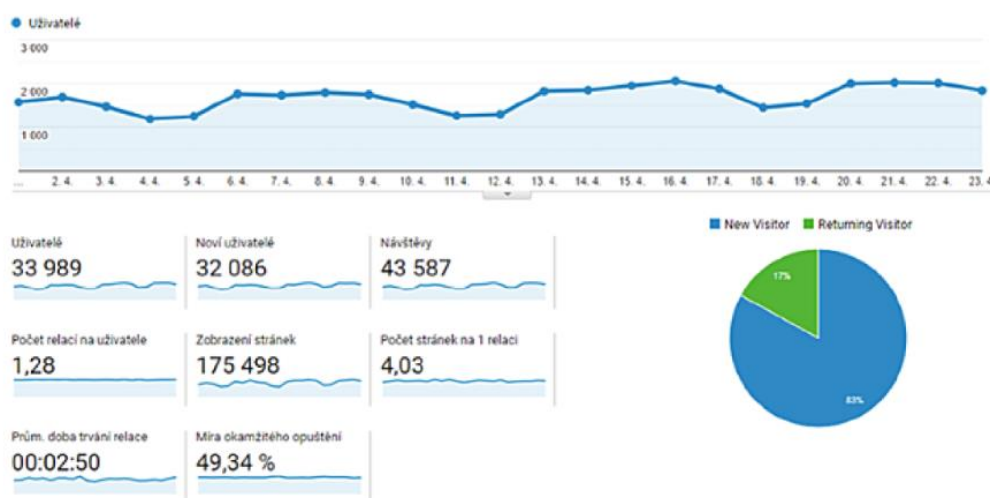 Uživatelé
3 000
2 000
1 000
... 2. 4. 3. 4. 4. 4. 5. 4. 6. 4. 7. 4. 8. 4. 9. 4. 10. 4. 11. 4. 12. 4. 13. 4. 14. 4. 15. 4. 16. 4. 17. 4. 18. 4. 19. 4. 20. 4. 21. 4. 22. 4. 23. 4
New Visitor Returning Visitor
Uživatelé Noví uživatelé Návštěvy
33 989 32 086 43 587
17%
Počet relací na uživatele Zobrazení stránek Počet stránek na 1 relaci
1,28 175 498 4,03
83%
Prům. doba trvání relace Míra okamžitého opuštění
00:02:50 49,34 %